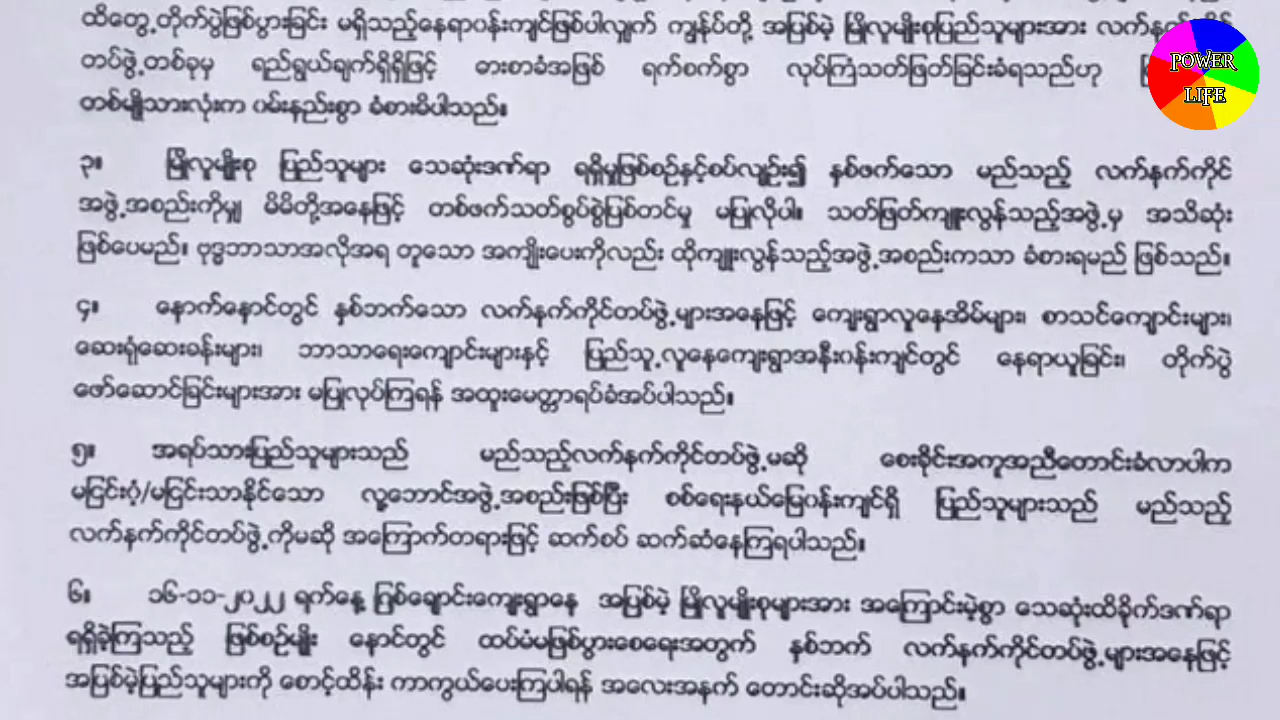 ထိတွေ့တိုက်ပွဲဖြစ်ပွားခြင်း မရှိသည့်နေရာပန်းကျင်ဖြစ်ပါလျှက် ကျွန်ုပ်တို့ အပြစ်မဲ့ မြိုလူမျိုးစုပြည်သူများအား
တပ်ဖွဲ့တစ်ခုမှ ရည်ရွယ်ချက်ရှိရှိဖြင့် ဓားစာခံအဖြစ် ရက်စက်စွာ လုပ်ကြံသတ်ဖြတ်ခြင်းခံရသည်ဟု
တစ်မျိုသားလုံးက ဝမ်းနည်းစွာ ခံစားမိပါသည်။
၃။ မြိုလူမျိုးစု ပြည်သူများ သေဆုံးဒဏ်ရာ ရရှိမှုဖြစ်စဉ်နှင့်စပ်လျဉ်း၍ နှစ်ဖက်သော မည်သည့် လက်နက်ကိုင်
အဖွဲ့အစည်းကိုမျှ မိမိတို့အနေဖြင့် တစ်ဖက်သတ်စွပ်စွဲပြစ်တင်မှု မပြုလိုပါ။ သတ်ဖြတ်ကျူးလွန်သည့်အဖွဲ့မှ အသိဆုံး
ဖြစ်ပေမည်။ ဗုဒ္ဓဘာသာအလိုအရ တူသော အကျိုးပေးကိုလည်း ထိုကျူးလွန်သည့်အဖွဲ့အစည်းကသာ ခံစားရမည် ဖြစ်သည်။
၄။ နောက်နောင်တွင် နှစ်ဘက်သော လက်နက်ကိုင်တပ်ဖွဲ့များအနေဖြင့် ကျေးရွာလူနေအိမ်များ၊ စာသင်ကျောင်းများ၊
ဆေးရုံဆေးခန်းများ၊ ဘာသာရေးကျောင်းများနှင့် ပြည်သူ့လူနေကျေးရွာအနီးဂန်းကျင်တွင် နေရာယူခြင်း၊ တိုက်ပွဲ
ဖော်ဆောင်ခြင်းများအား မပြုလုပ်ကြရန် အထူးမေတ္တာရပ်ခံအပ်ပါသည်။
၅။ အရပ်သားပြည်သူများသည် မည်သည့်လက်နက်ကိုင်တပ်ဖွဲ့မဆို စေးခိုင်းအကူအညီတောင်းခံလာပါက
မငြင်းဝံ့/မငြင်းသာနိုင်သော လူ့ဘောင်အဖွဲ့အစည်းဖြစ်ပြီး စစ်ရေးနယ်မြေဝန်းကျင်ရှိ ပြည်သူများသည် မည်သည့်
လက်နက်ကိုင်တပ်ဖွဲ့ကိုမဆို အကြောက်တရားဖြင့် ဆက်စပ် ဆက်ဆံနေကြရပါသည်။
၆။ ၁၆-၁၁-၂၀၂၂ ရက်နေ့ ဂြစ်ချောင်းကျေးရွာနေ အပြစ်မဲ့ မြိုလူမျိုးစုများအား အကြောင်းမဲ့စွာ သေဆုံးထိခိုက်ဒဏ်ရာ
ရရှိခဲ့ကြသည့် ဖြစ်စဉ်မျိုး နောင်တွင် ထပ်မံမဖြစ်ပွားစေရေးအတွက် နှစ်ဘက် လက်နက်ကိုင်တပ်ဖွဲ့များအနေဖြင့်
အပြစ်မဲ့ပြည်သူများကို စောင့်ထိန်း ကာကွယ်ပေးကြပါရန် အလေးအနက် တောင်းဆိုအပ်ပါသည်။
POWER
LIFE